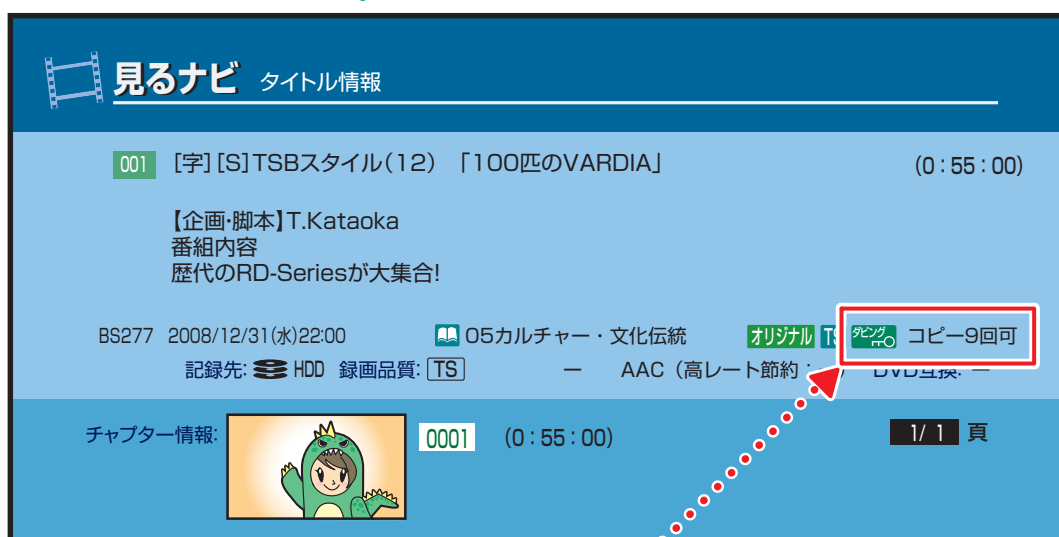 見るナビ タイトル情報
001 [字][S]TSBスタイル(12) 「100匹のVARDIA」 (0:55:00)
【企画・脚本】T.Kataoka
番組内容
歴代のRD-Seriesが大集合!
BS277 2008/12/31(水)22:00 05カルチャー・文化伝統 オリジナル ダビング コピー9回可
記録先: HDD 録画品質: TS ー AAC (高レート節約: DVD互換: ー
チャプター情報: 0001 (0:55:00) 1/ 1 頁